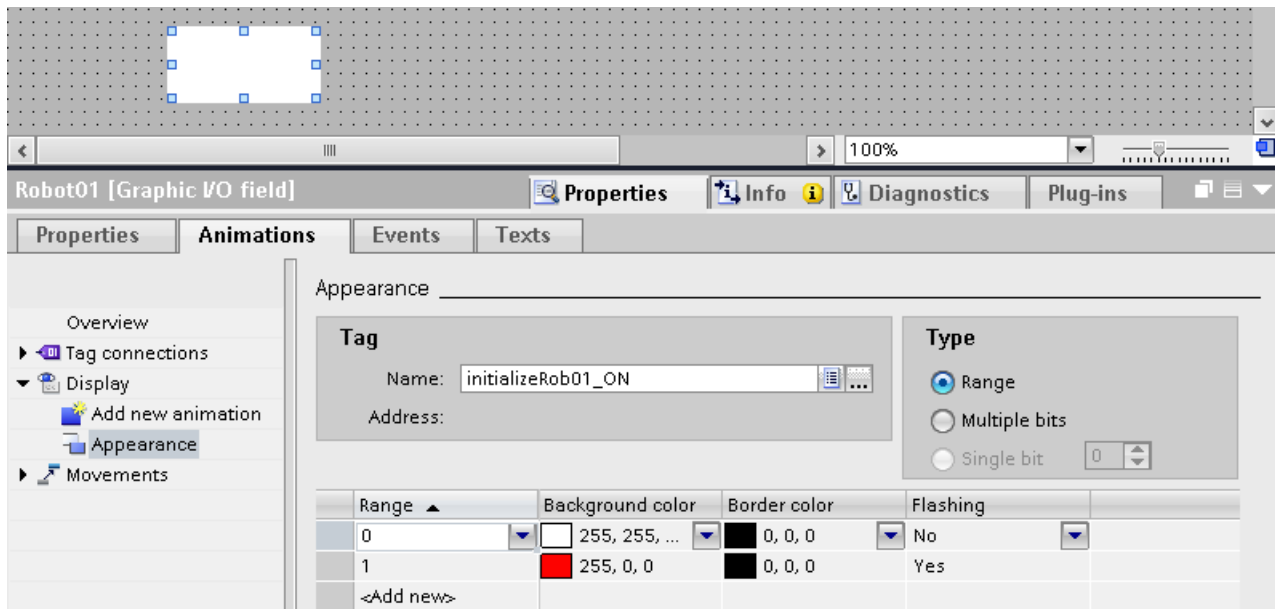 100%
Robot01 [Graphic I/O field]
Properties Info Diagnostics Plug-ins
Properties Animations Events Texts
Appearance
Overview
Tag connections
Display
Add new animation
Appearance
Movements
Tag
Name: initializeRob01_ON
Address:
Type
Range
Multiple bits
Single bit 0
Range Background color Border color Flashing
0 255, 255, ... 0, 0, 0 No
1 255, 0, 0 0, 0, 0 Yes
<Add new>